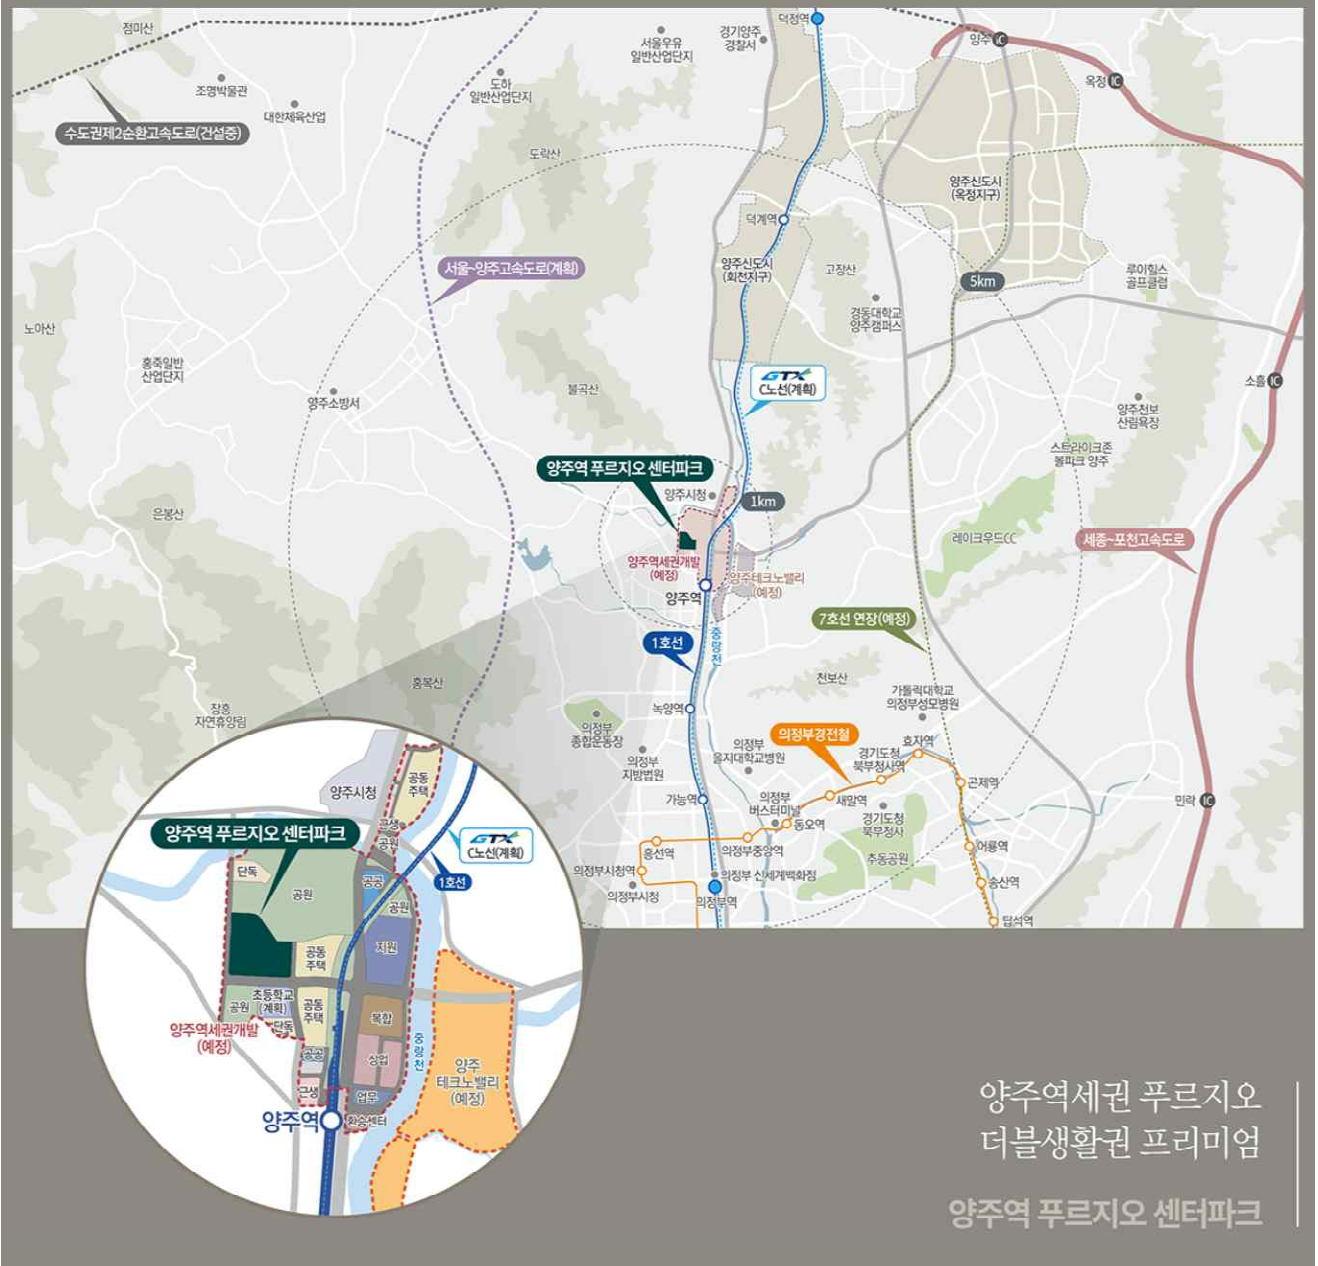 점미산
조명박물관
대한체육산업
수도권제2순환고속도로(건설중)
도하
일반산업단지
서울우유
일반산업단지
경기양주
경찰서
덕정역
양주 IC
옥정 IC
도락산
양주신도시
(옥정지구)
덕계역
서울~양주고속도로(계획)
양주신도시
(회천지구)
고장산
5km
루이힐스
골프클럽
경동대학교
양주캠퍼스
노아산
홍죽일반
산업단지
양주소방서
불곡산
GTX
C노선(계획)
소흘 IC
양주천보
산림욕장
스트라이크존
볼파크 양주
양주역 푸르지오 센터파크
양주시청
1km
은봉산
레이크우드CC
세종~포천고속도로
양주역세권개발
(예정)
양주테크노밸리
(예정)
양주역
7호선 연장(예정)
1호선
중랑천
홍복산
천보산
가톨릭대학교
의정부성모병원
장흥
자연휴양림
녹양역
의정부
종합운동장
의정부경전철
의정부
지방법원
의정부
을지대학교병원
경기도청
북부청사역
효자역
곤제역
가능역
의정부
버스터미널
새말역
동오역
경기도청
북부청사
민락 IC
흥선역
의정부중앙역
추동공원
어룡역
의정부시청역
의정부 신세계백화점
송산역
의정부시청
의정부역
탑석역
양주시청
공동
주택
양주역 푸르지오 센터파크
근생
공원
GTX
C노선(계획)
단독
공원
공공
1호선
공원
공동
주택
지원
공원
초등학교
(계획)
공동
주택
단독
복합
양주역세권개발
(예정)
중랑천
공공
상업
양주
테크노밸리
(예정)
근생
업무
양주역
환승센터
양주역세권 푸르지오
더블생활권 프리미엄
양주역 푸르지오 센터파크